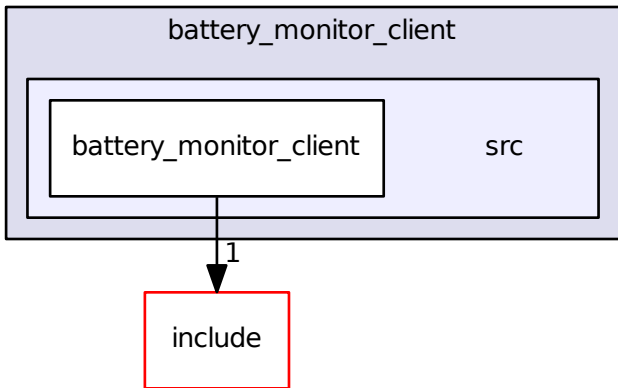 battery_monitor_client
battery_monitor_client
src
1
include